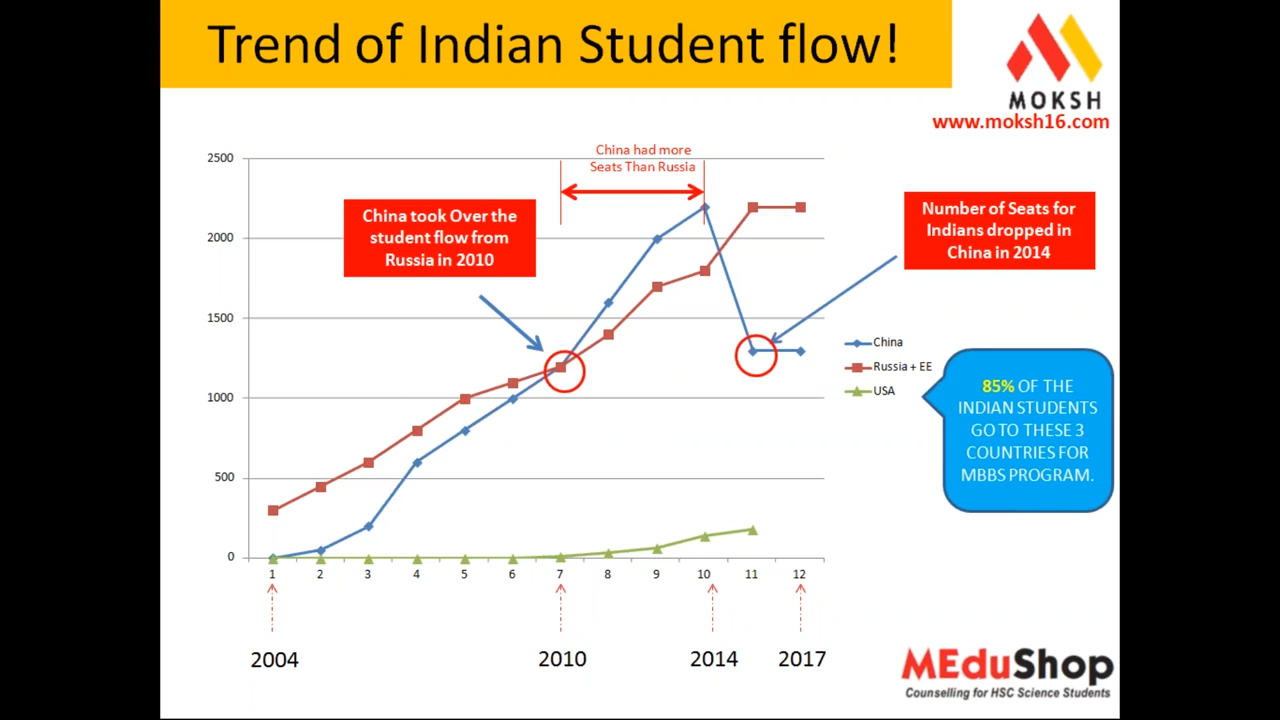 Trend of Indian Student flow!
MOKSH
www.moksh16.com
China had more
Seats Than Russia
China took Over the
student flow from
Russia in 2010
Number of Seats for
Indians dropped in
China in 2014
2500
2000
1500
1000
500
0
1 2 3 4 5 6 7 8 9 10 11 12
China
Russia + EE
USA
85% OF THE
INDIAN STUDENTS
GO TO THESE 3
COUNTRIES FOR
MBBS PROGRAM.
2004 2010 2014 2017
MEduShop
Counselling for HSC Science Students